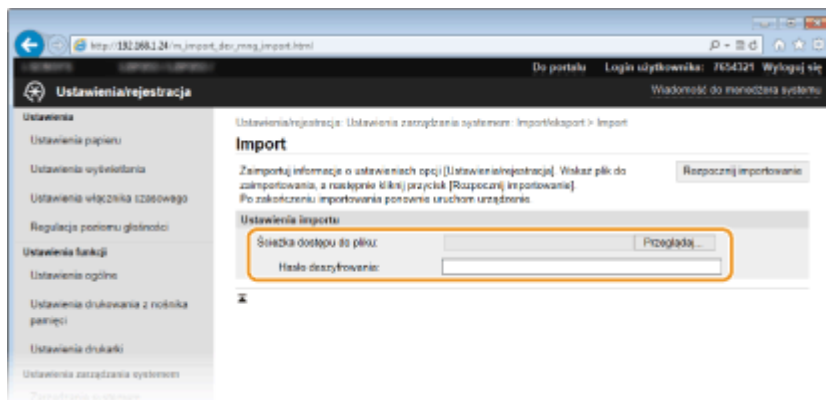 http://192.168.1.24/m_import_dev_mng_import.html
Do portalu Login użytkownika: 7654321 Wyloguj się
Ustawienia/rejestracja
Wiadomość do menedżera systemu
Ustawienia
Ustawienia papieru
Ustawienia wyświetlania
Ustawienia włącznika czasowego
Regulacja poziomu głośności
Ustawienia funkcji
Ustawienia ogólne
Ustawienia drukowania z nośnika
pamięci
Ustawienia drukarki
Ustawienia zarządzania systemem
Ustawienia/rejestracja: Ustawienia zarządzania systemem: Import/eksport > Import
Import
Zaimportuj informacje o ustawieniach opcji [Ustawienia/rejestracja]. Wskaż plik do
zaimportowania, a następnie kliknij przycisk [Rozpocznij importowanie].
Po zakończeniu importowania ponownie uruchom urządzenie.
Rozpocznij importowanie
Ustawienia importu
Ścieżka dostępu do pliku:
Przeglądaj...
Hasło deszyfrowania: